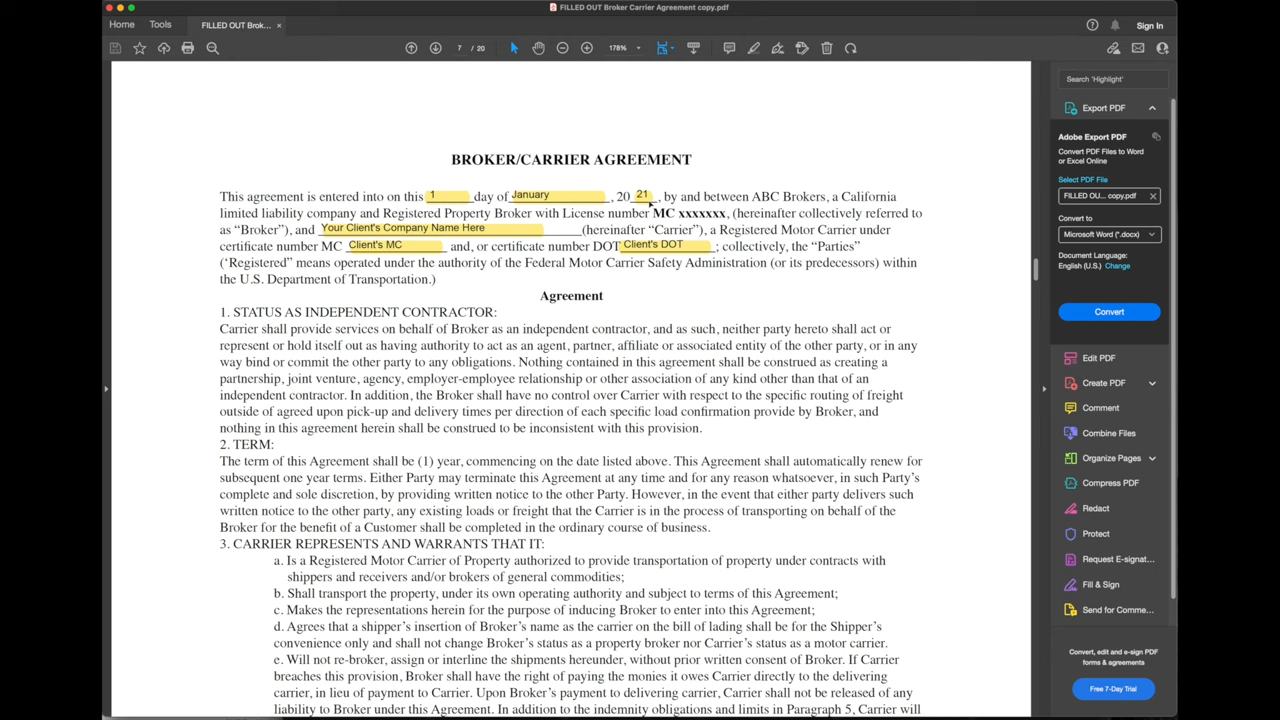 FILLED OUT Broker Carrier Agreement copy.pdf
Home Tools FILLED OUT Brok... × Sign In
7 / 20 178%
Search 'Highlight'
Export PDF
Adobe Export PDF
Convert PDF Files to Word
or Excel Online
Select PDF File
FILLED OU... copy.pdf
Convert to
Microsoft Word (*.docx)
Document Language:
English (U.S.) Change
Convert
Edit PDF
Create PDF
Comment
Combine Files
Organize Pages
Compress PDF
Redact
Protect
Request E-signat...
Fill & Sign
Send for Comme...
Convert, edit and e-sign PDF
forms & agreements
Free 7-Day Trial
BROKER/CARRIER AGREEMENT
This agreement is entered into on this 1 day of January, 20 21, by and between ABC Brokers, a California
limited liability company and Registered Property Broker with License number MC xxxxxxx, (hereinafter collectively referred to
as “Broker”), and Your Client's Company Name Here (hereinafter “Carrier”), a Registered Motor Carrier under
certificate number MC Client's MC and, or certificate number DOT Client's DOT; collectively, the “Parties”
(‘Registered” means operated under the authority of the Federal Motor Carrier Safety Administration (or its predecessors) within
the U.S. Department of Transportation.)
Agreement
1. STATUS AS INDEPENDENT CONTRACTOR:
Carrier shall provide services on behalf of Broker as an independent contractor, and as such, neither party hereto shall act or
represent or hold itself out as having authority to act as an agent, partner, affiliate or associated entity of the other party, or in any
way bind or commit the other party to any obligations. Nothing contained in this agreement shall be construed as creating a
partnership, joint venture, agency, employer-employee relationship or other association of any kind other than that of an
independent contractor. In addition, the Broker shall have no control over Carrier with respect to the specific routing of freight
outside of agreed upon pick-up and delivery times per direction of each specific load confirmation provide by Broker, and
nothing in this agreement herein shall be construed to be inconsistent with this provision.
2. TERM:
The term of this Agreement shall be (1) year, commencing on the date listed above. This Agreement shall automatically renew for
subsequent one year terms. Either Party may terminate this Agreement at any time and for any reason whatsoever, in such Party’s
complete and sole discretion, by providing written notice to the other Party. However, in the event that either party delivers such
written notice to the other party, any existing loads or freight that the Carrier is in the process of transporting on behalf of the
Broker for the benefit of a Customer shall be completed in the ordinary course of business.
3. CARRIER REPRESENTS AND WARRANTS THAT IT:
a. Is a Registered Motor Carrier of Property authorized to provide transportation of property under contracts with
shippers and receivers and/or brokers of general commodities;
b. Shall transport the property, under its own operating authority and subject to terms of this Agreement;
c. Makes the representations herein for the purpose of inducing Broker to enter into this Agreement;
d. Agrees that a shipper’s insertion of Broker’s name as the carrier on the bill of lading shall be for the Shipper’s
convenience only and shall not change Broker’s status as a property broker nor Carrier’s status as a motor carrier.
e. Will not re-broker, assign or interline the shipments hereunder, without prior written consent of Broker. If Carrier
breaches this provision, Broker shall have the right of paying the monies it owes Carrier directly to the delivering
carrier, in lieu of payment to Carrier. Upon Broker’s payment to delivering carrier, Carrier shall not be released of any
liability to Broker under this Agreement. In addition to the indemnity obligations and limits in Paragraph 5, Carrier will